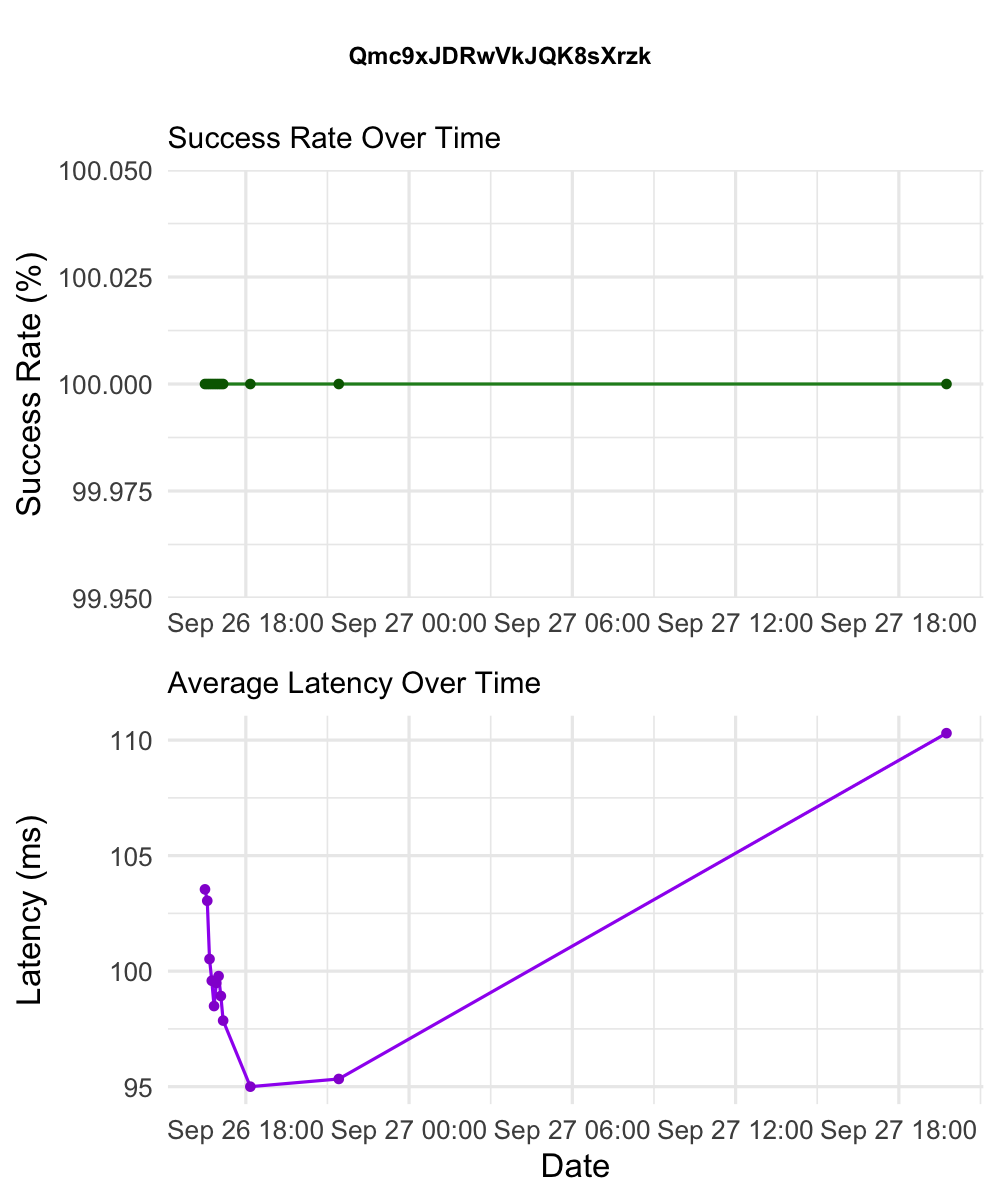 Qmc9xJDRwVkJQK8sXrzk
Success Rate Over Time
Success Rate (%)
100.050
100.025
100.000
99.975
99.950
Sep 26 18:00 Sep 27 00:00 Sep 27 06:00 Sep 27 12:00 Sep 27 18:00
Average Latency Over Time
Latency (ms)
110
105
100
95
Sep 26 18:00 Sep 27 00:00 Sep 27 06:00 Sep 27 12:00 Sep 27 18:00
Date